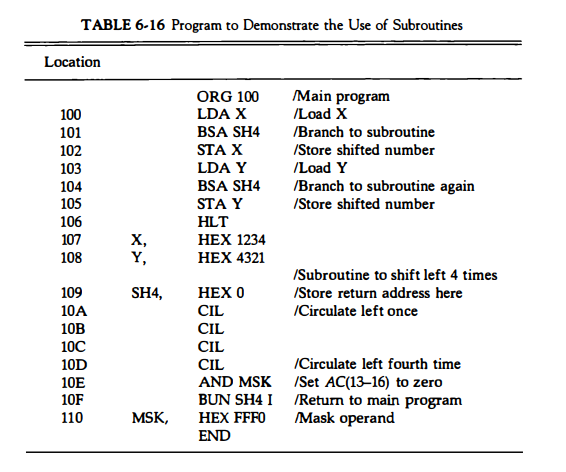 TABLE 6-16 Program to Demonstrate the Use of Subroutines
Location
ORG 100 /Main program
100 LDA X /Load X
101 BSA SH4 /Branch to subroutine
102 STA X /Store shifted number
103 LDA Y /Load Y
104 BSA SH4 /Branch to subroutine again
105 STA Y /Store shifted number
106 HLT
107 X, HEX 1234
108 Y, HEX 4321
/Subroutine to shift left 4 times
109 SH4, HEX 0 /Store return address here
10A CIL /Circulate left once
10B CIL
10C CIL
10D CIL /Circulate left fourth time
10E AND MSK /Set AC(13–16) to zero
10F BUN SH4 I /Return to main program
110 MSK, HEX FFF0 /Mask operand
END